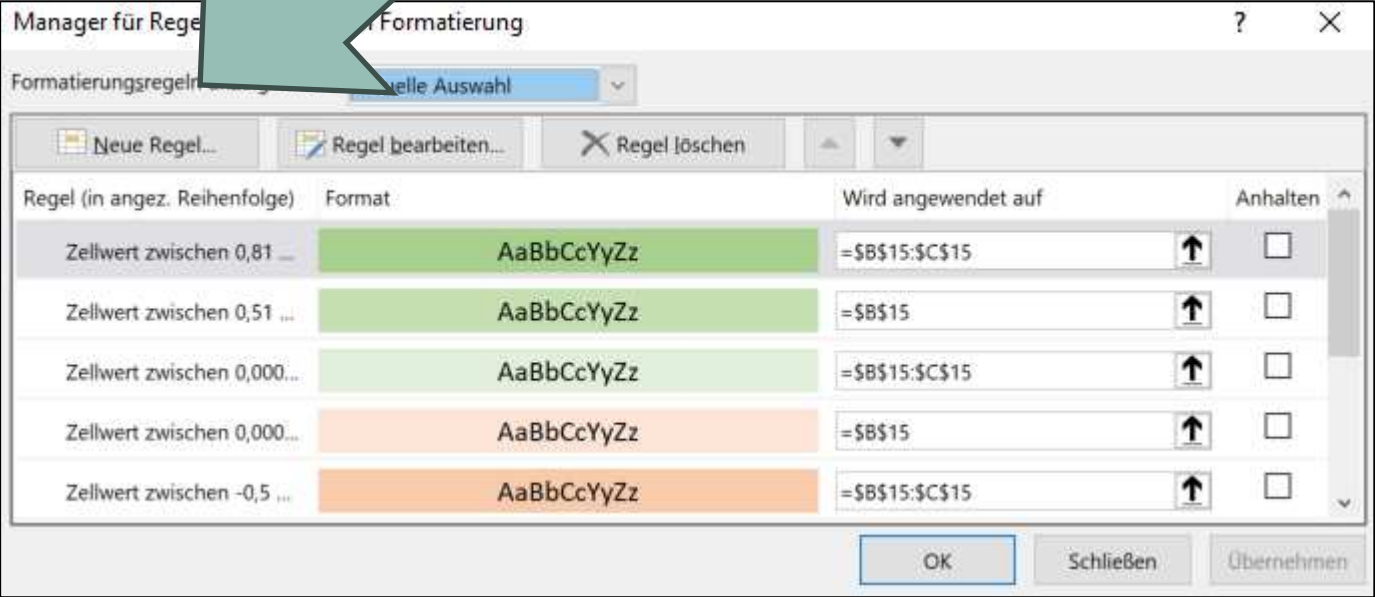 Manager für Rege Formatierung ?
Formatierungsregeln elle Auswahl
Neue Regel... Regel bearbeiten... Regel löschen
Regel (in angez. Reihenfolge) Format Wird angewendet auf Anhalten
Zellwert zwischen 0,81 ... AaBbCcYyZz =$B$15:$C$15
Zellwert zwischen 0,51 ... AaBbCcYyZz =$B$15
Zellwert zwischen 0,000... AaBbCcYyZz =$B$15:$C$15
Zellwert zwischen 0,000... AaBbCcYyZz =$B$15
Zellwert zwischen -0,5 ... AaBbCcYyZz =$B$15:$C$15
OK Schließen Übernehmen